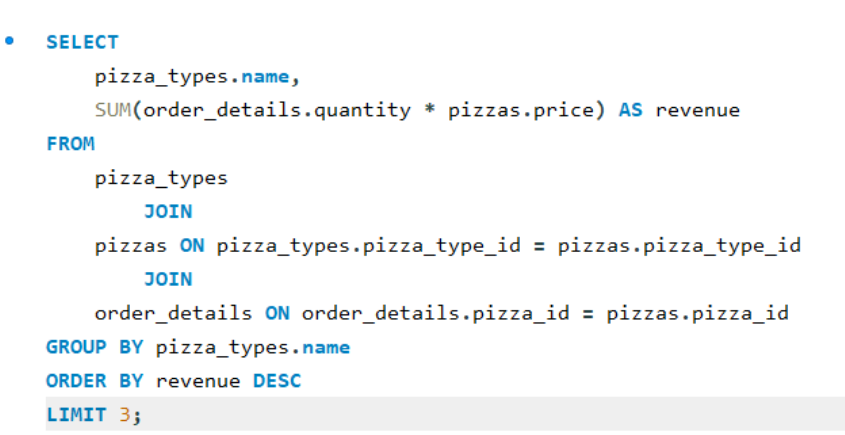 SELECT
pizza_types.name,
SUM(order_details.quantity * pizzas.price) AS revenue
FROM
pizza_types
JOIN
pizzas ON pizza_types.pizza_type_id = pizzas.pizza_type_id
JOIN
order_details ON order_details.pizza_id = pizzas.pizza_id
GROUP BY pizza_types.name
ORDER BY revenue DESC
LIMIT 3;